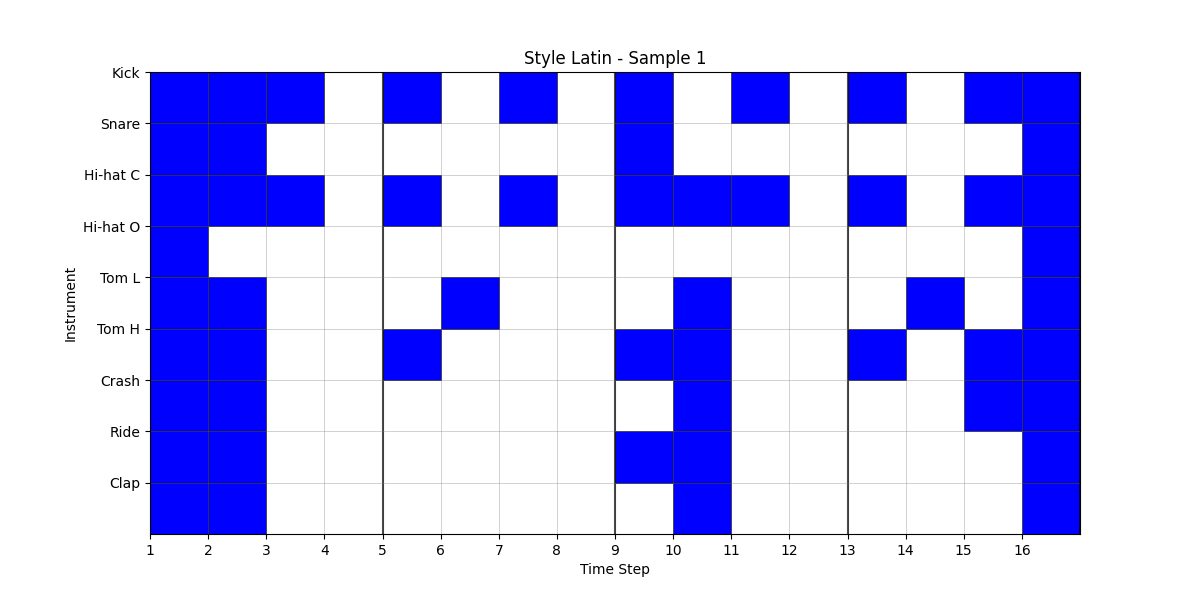 Style Latin - Sample 1
Kick
Snare
Hi-hat C
Hi-hat O
Tom L
Tom H
Crash
Ride
Clap
Instrument
1 2 3 4 5 6 7 8 9 10 11 12 13 14 15 16
Time Step